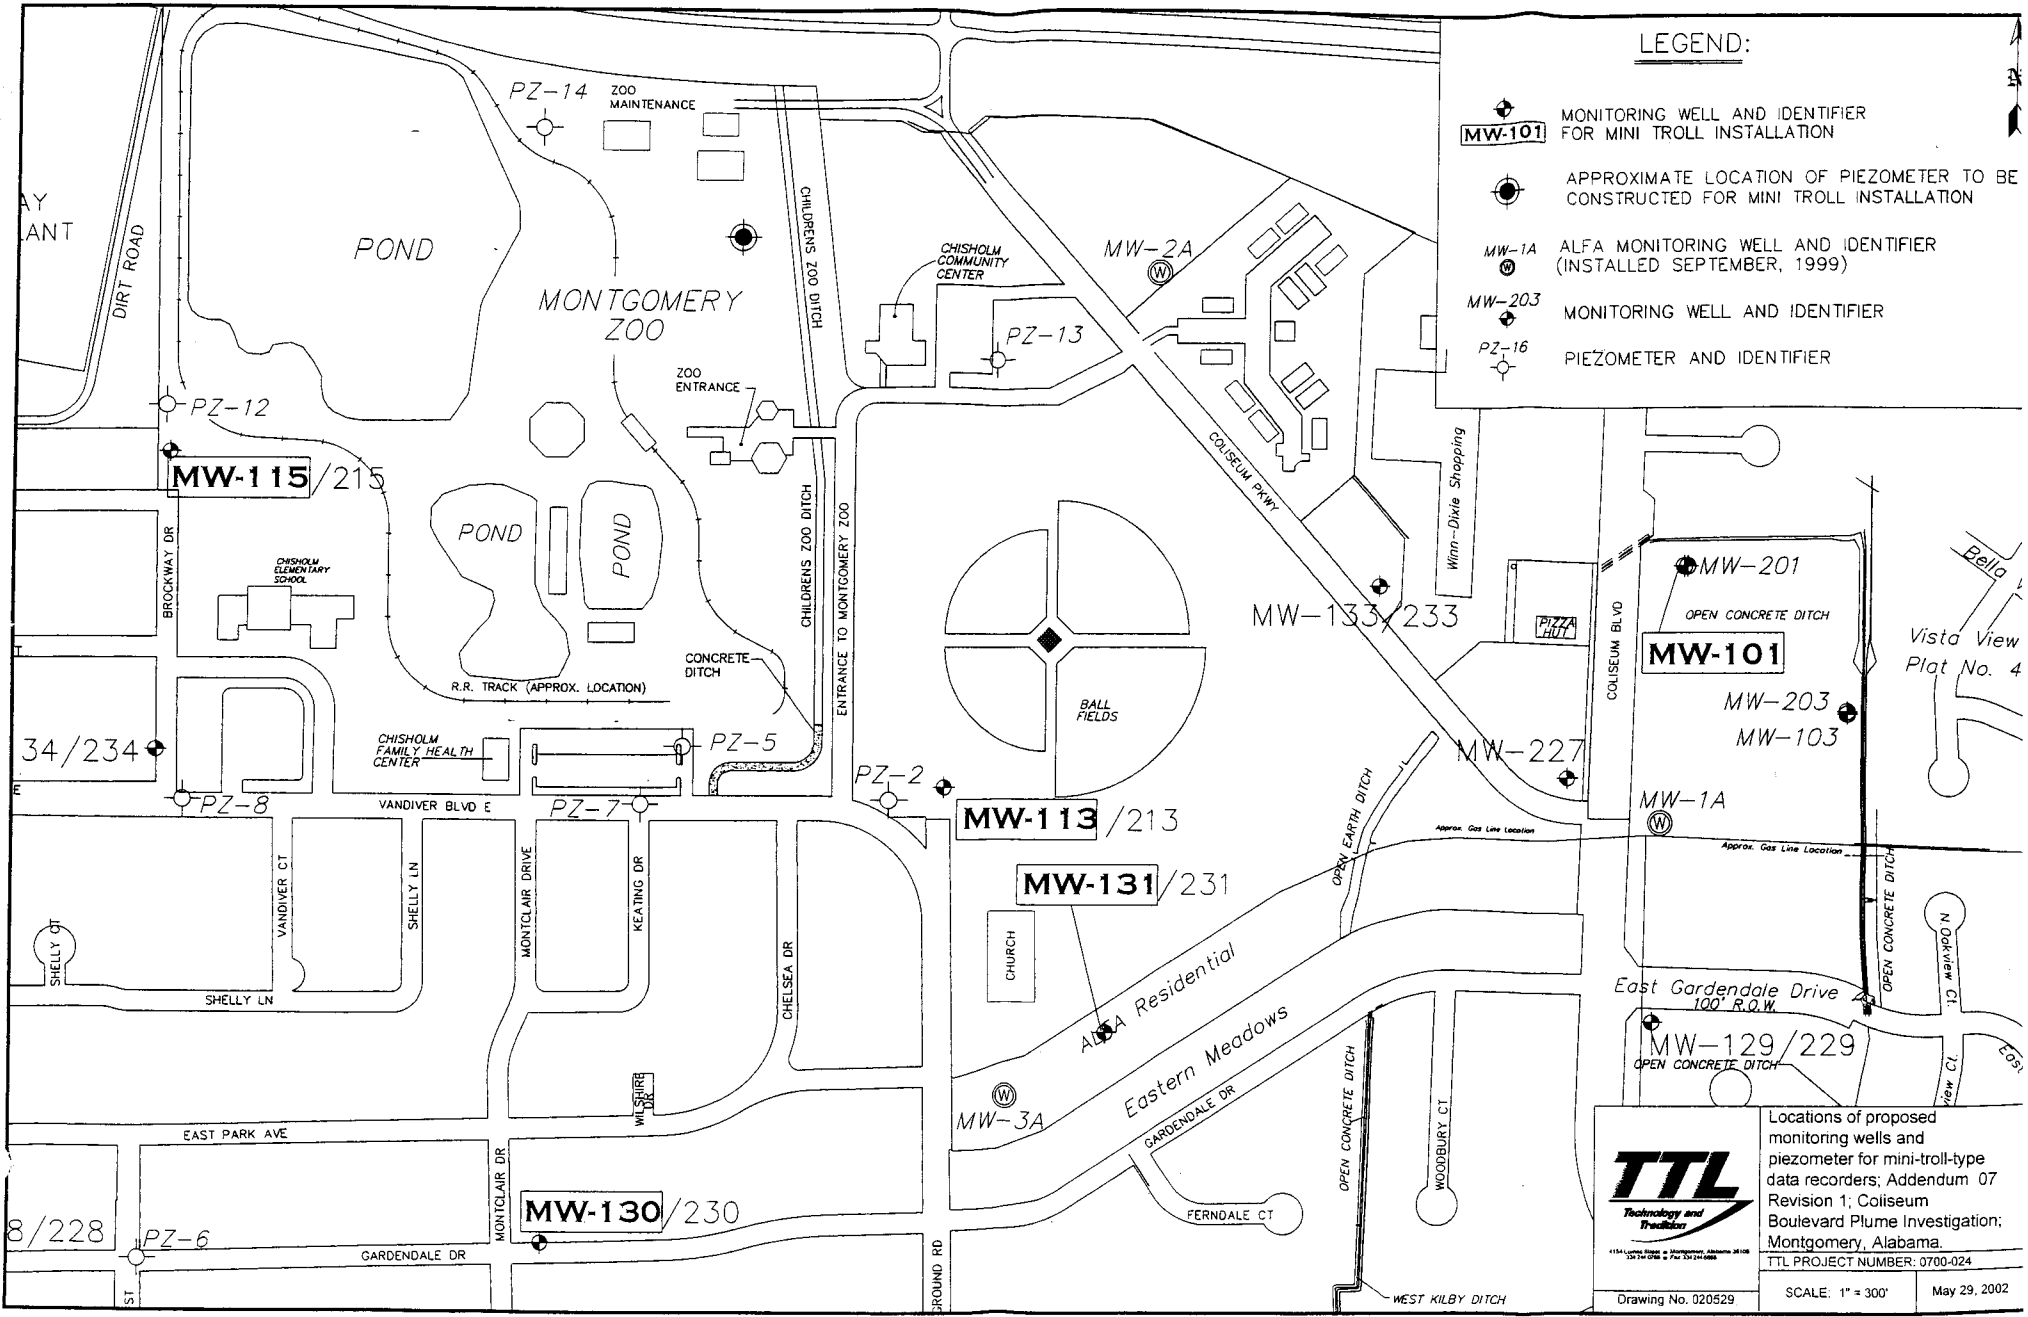 LEGEND:
MW-101
MONITORING WELL AND IDENTIFIER
FOR MINI TROLL INSTALLATION
APPROXIMATE LOCATION OF PIEZOMETER TO BE
CONSTRUCTED FOR MINI TROLL INSTALLATION
MW-1A
W
ALFA MONITORING WELL AND IDENTIFIER
(INSTALLED SEPTEMBER, 1999)
MW-203
MONITORING WELL AND IDENTIFIER
PZ-16
PIEZOMETER AND IDENTIFIER
N
PZ-14
ZOO
MAINTENANCE
AY
ANT
DIRT ROAD
POND
MONTGOMERY
ZOO
CHILDRENS ZOO DITCH
CHISHOLM
COMMUNITY
CENTER
MW-2A
W
PZ-13
ZOO
ENTRANCE
PZ-12
MW-115/215
COLISEUM PKWY
Winn-Dixie Shopping
BROCKWAY DR
CHISHOLM
ELEMENTARY
SCHOOL
POND
POND
CHILDRENS ZOO DITCH
ENTRANCE TO MONTGOMERY ZOO
MW-133/233
PIZZA
HUT
COLISEUM BLVD
MW-201
OPEN CONCRETE DITCH
MW-101
Bella
Vista View
Plat No. 4
MW-203
MW-103
CONCRETE
DITCH
R.R. TRACK (APPROX. LOCATION)
BALL
FIELDS
T
34/234
CHISHOLM
FAMILY HEALTH
CENTER
PZ-5
PZ-2
MW-227
MW-1A
W
E
PZ-8
VANDIVER BLVD E
PZ-7
MW-113/213
OPEN EARTH DITCH
Approx. Gas Line Location
Approx. Gas Line Location
MW-131/231
VANDIVER CT
SHELLY LN
MONTCLAIR DRIVE
KEATING DR
CHELSEA DR
CHURCH
SHELLY CT
SHELLY LN
ALFA Residential
Eastern Meadows
OPEN CONCRETE DITCH
N.Oakview Ct.
East Gardendale Drive
100' R.O.W.
MW-129/229
OPEN CONCRETE DITCH
view Ct.
East
WILSHIRE
DR
W
MW-3A
GARDENDALE DR
OPEN CONCRETE DITCH
WOODBURY CT
EAST PARK AVE
MONTCLAIR DR
MW-130/230
FERNDALE CT
8/228
PZ-6
GARDENDALE DR
GROUND RD
ST
WEST KILBY DITCH
TTL
Technology and
Tradition
Drawing No. 020529
Locations of proposed
monitoring wells and
piezometer for mini-troll-type
data recorders; Addendum 07
Revision 1; Coliseum
Boulevard Plume Investigation;
Montgomery, Alabama.
TTL PROJECT NUMBER: 0700-024
SCALE: 1" = 300'
May 29, 2002